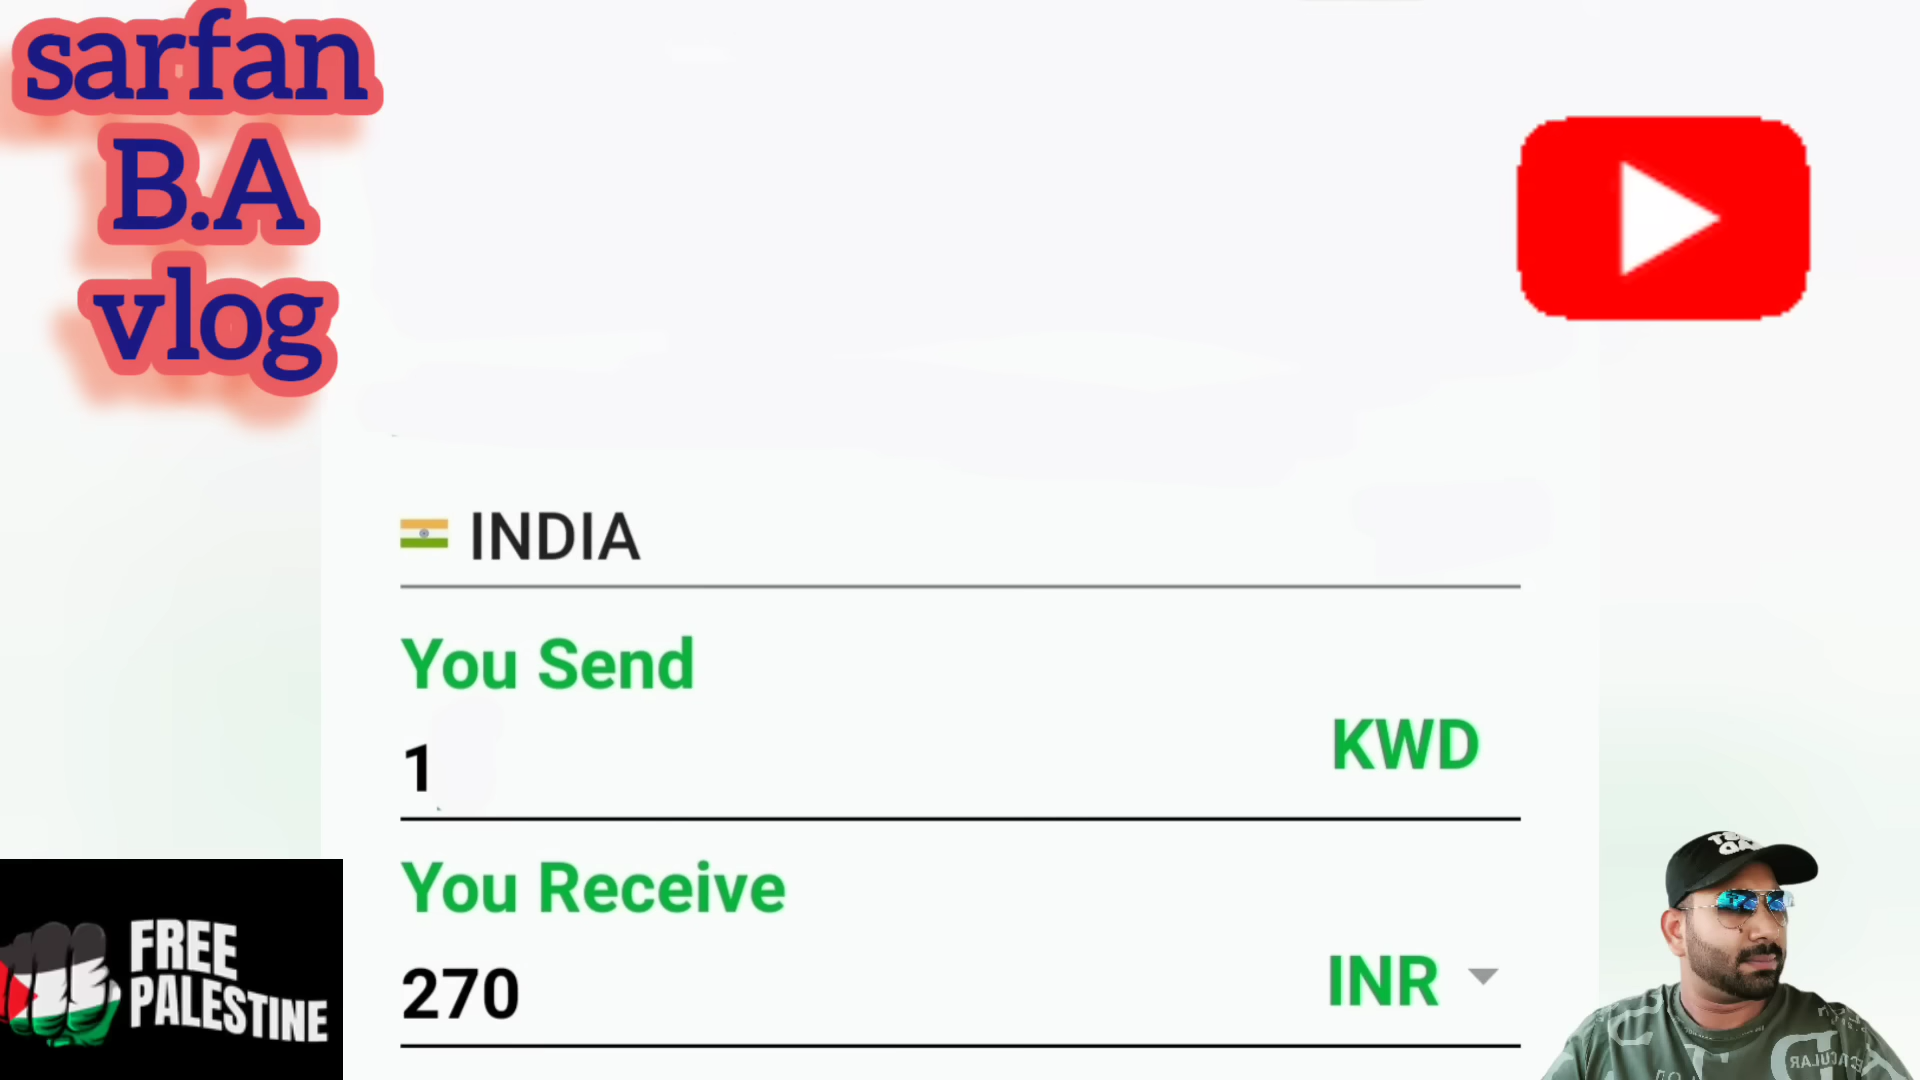 sarfan
B.A
vlog
INDIA
You Send
1
KWD
You Receive
270
INR
FREE
PALESTINE